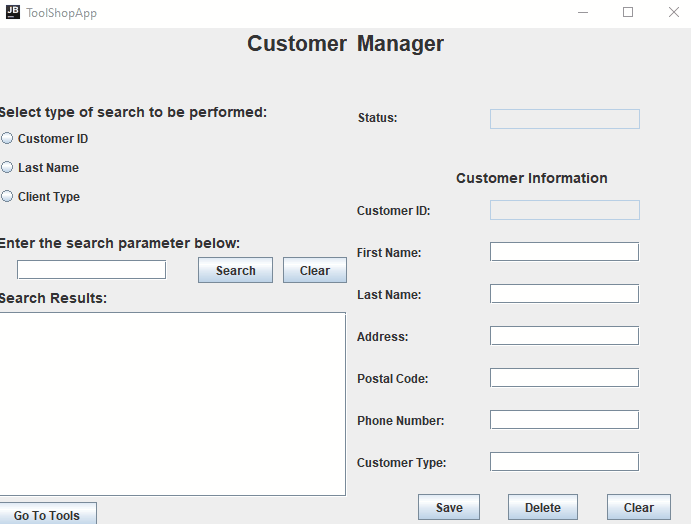 JB ToolShopApp
Customer Manager
Select type of search to be performed:
Customer ID
Last Name
Client Type
Enter the search parameter below:
Search Clear
Search Results:
Go To Tools
Status:
Customer Information
Customer ID:
First Name:
Last Name:
Address:
Postal Code:
Phone Number:
Customer Type:
Save Delete Clear